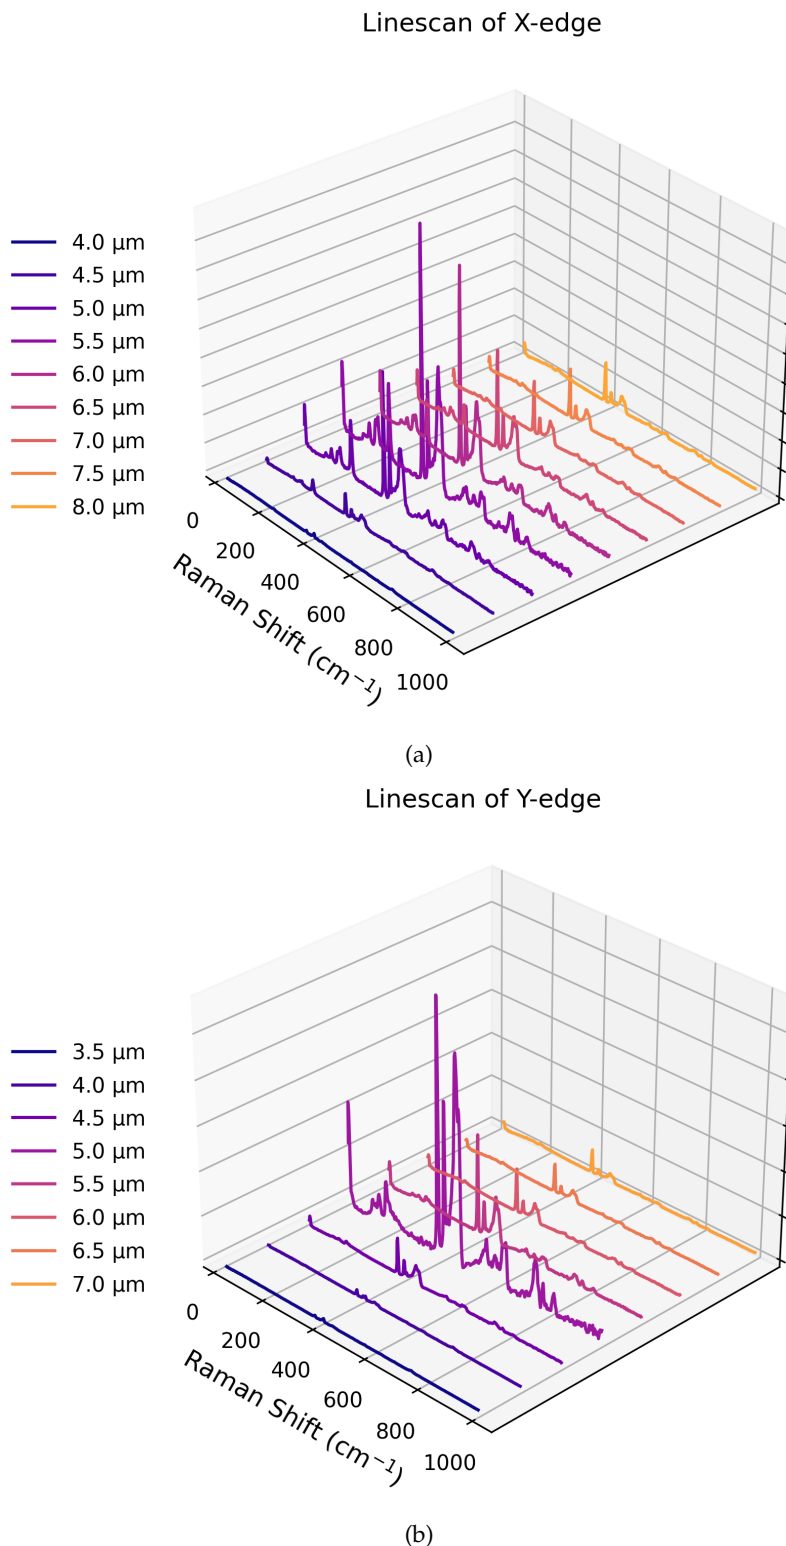 Linescan of X-edge
4.0 μm
4.5 μm
5.0 μm
5.5 μm
6.0 μm
6.5 μm
7.0 μm
7.5 μm
8.0 μm
0
200
400
600
800
1000
Raman Shift (cm⁻¹)
(a)
Linescan of Y-edge
3.5 μm
4.0 μm
4.5 μm
5.0 μm
5.5 μm
6.0 μm
6.5 μm
7.0 μm
0
200
400
600
800
1000
Raman Shift (cm⁻¹)
(b)